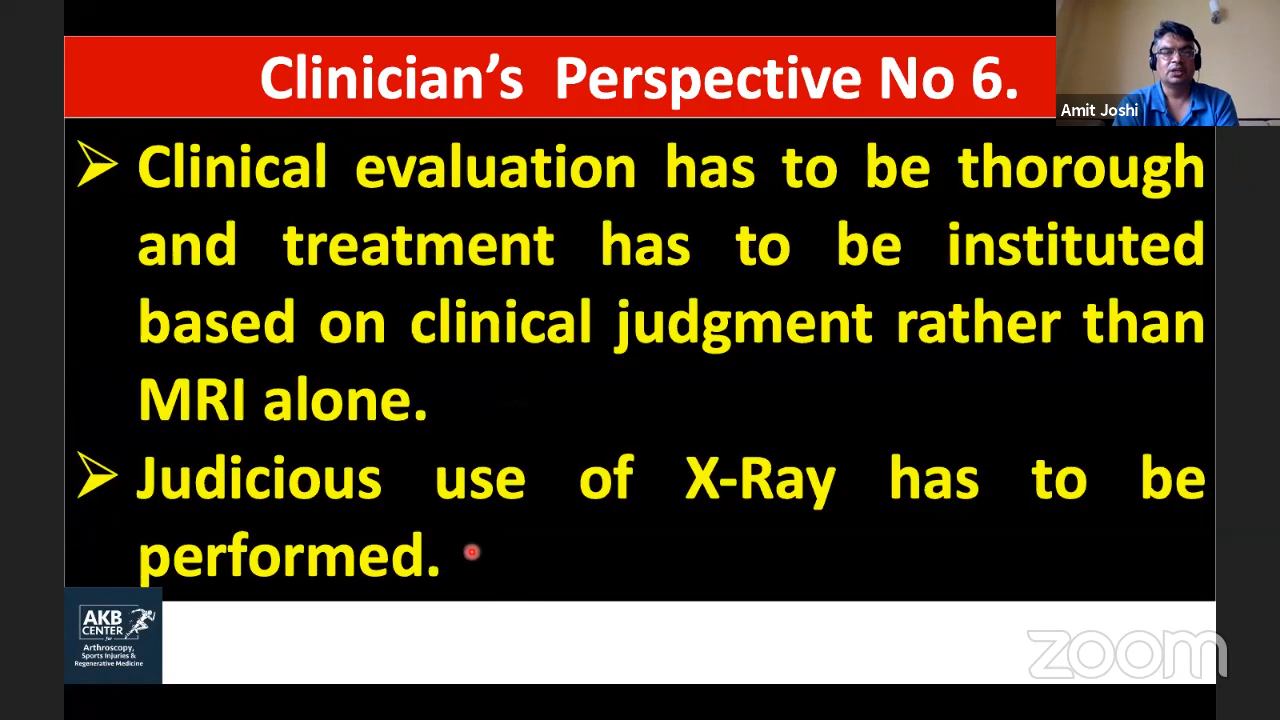 Clinician's  Perspective No 6.
Amit Joshi
➢ Clinical evaluation has to be thorough
and treatment has to be instituted
based on clinical judgment rather than
MRI alone.
➢ Judicious use of X-Ray has to be
performed.
AKB
CENTER
for
Arthroscopy,
Sports Injuries &
Regenerative Medicine
zoom